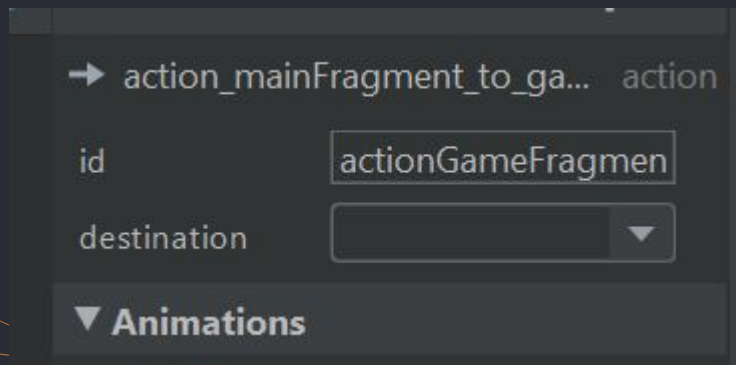 action_mainFragment_to_ga... action
id actionGameFragmen
destination
Animations